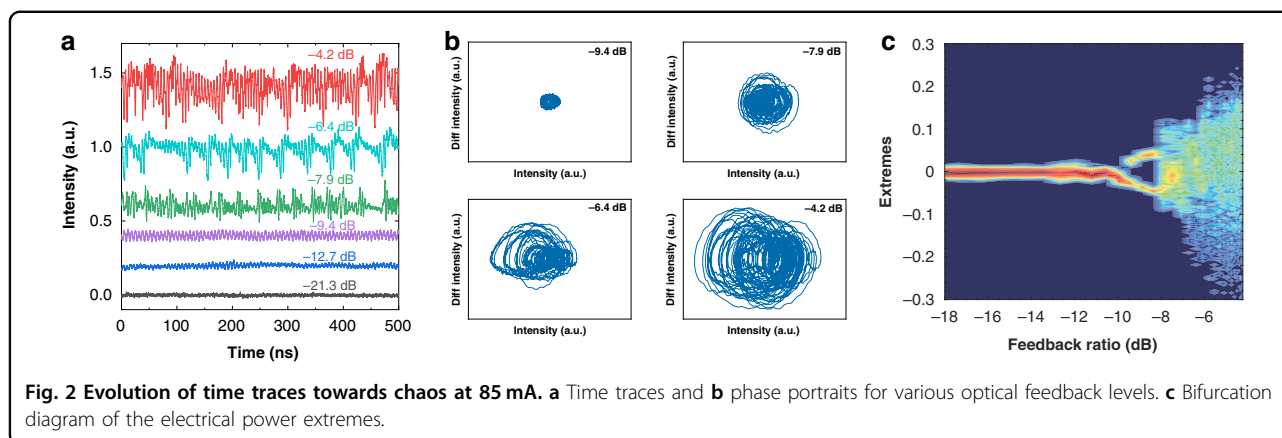 a
1.5
1.0
0.5
0.0
Intensity (a.u.)
−4.2 dB
−6.4 dB
−7.9 dB
−9.4 dB
−12.7 dB
−21.3 dB
0 100 200 300 400 500
Time (ns)
b
−9.4 dB
Diff intensity (a.u.)
Intensity (a.u.)
−7.9 dB
Diff intensity (a.u.)
Intensity (a.u.)
−6.4 dB
Diff intensity (a.u.)
Intensity (a.u.)
−4.2 dB
Diff intensity (a.u.)
Intensity (a.u.)
c
0.3
0.2
0.1
0
−0.1
−0.2
−0.3
Extremes
−18 −16 −14 −12 −10 −8 −6
Feedback ratio (dB)
Fig. 2 Evolution of time traces towards chaos at 85 mA. a Time traces and b phase portraits for various optical feedback levels. c Bifurcation
diagram of the electrical power extremes.